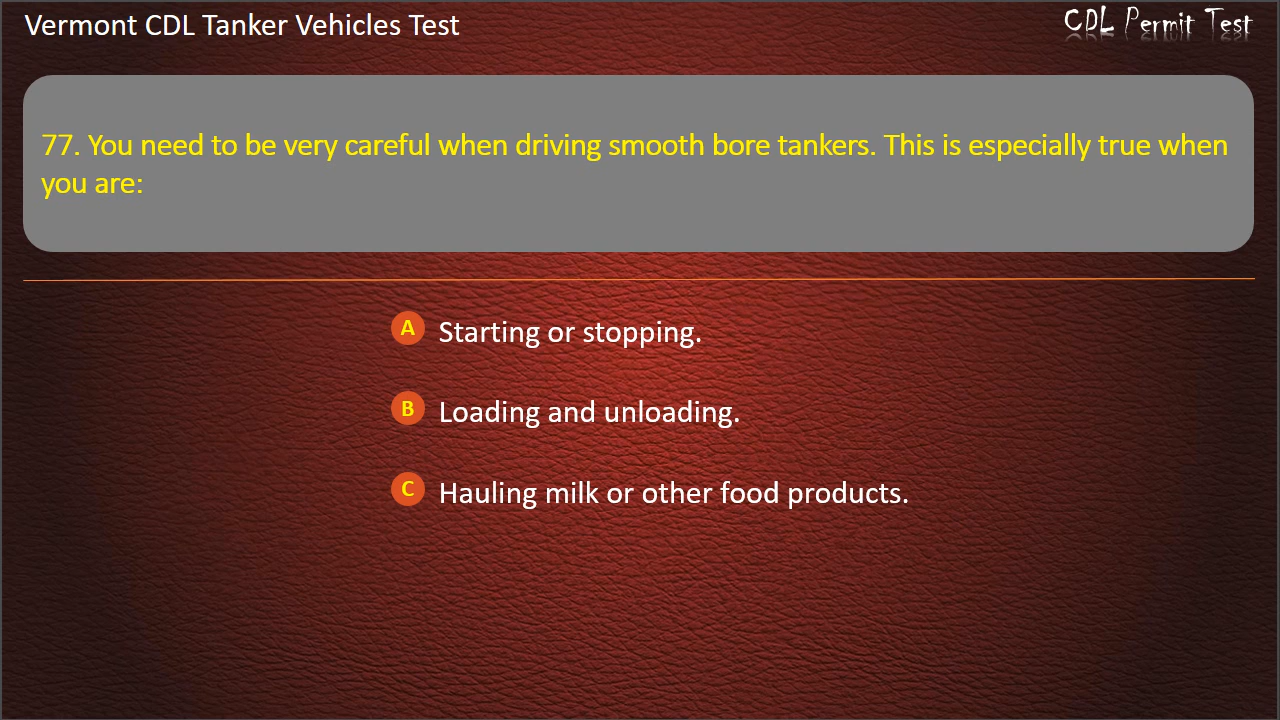 Vermont CDL Tanker Vehicles Test
CDL Permit Test
77. You need to be very careful when driving smooth bore tankers. This is especially true when
you are:
A Starting or stopping.
B Loading and unloading.
C Hauling milk or other food products.